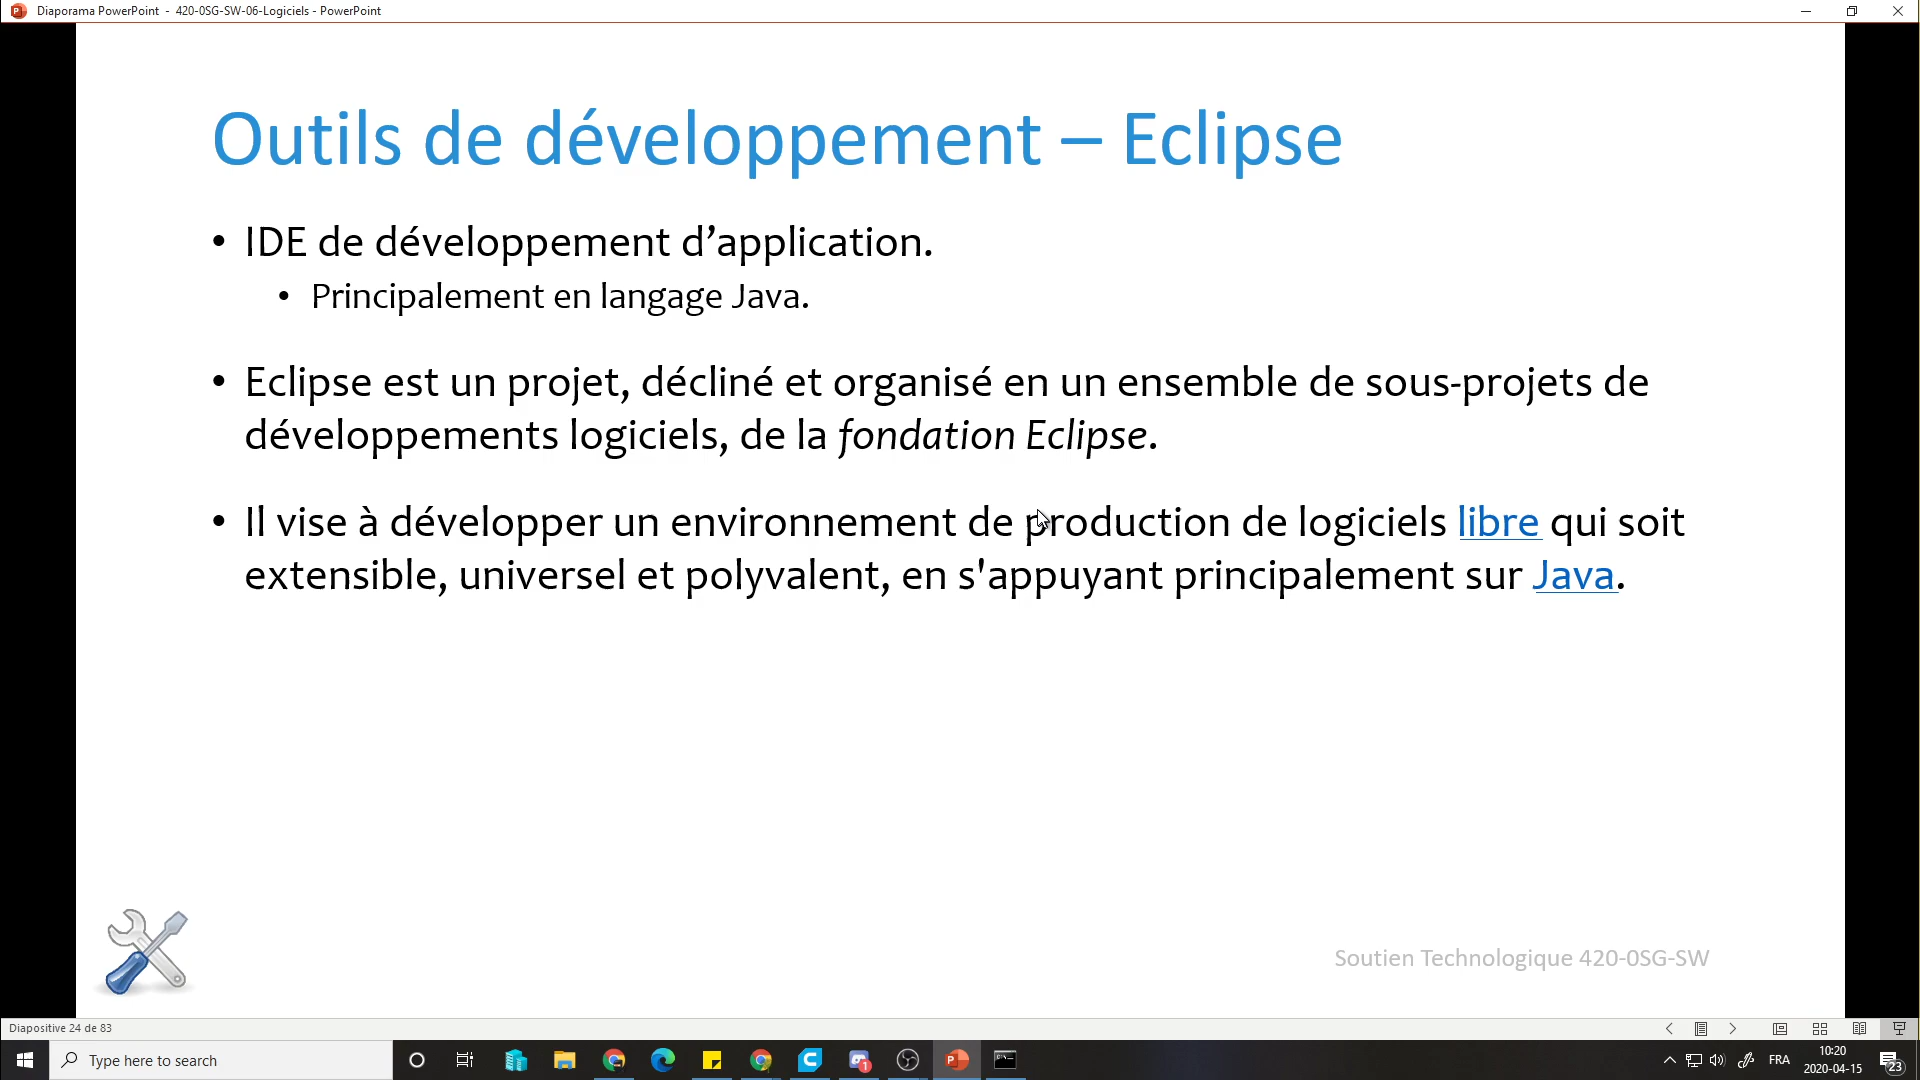 Diaporama PowerPoint - 420-0SG-SW-06-Logiciels - PowerPoint
Outils de développement – Eclipse
• IDE de développement d’application.
• Principalement en langage Java.
• Eclipse est un projet, décliné et organisé en un ensemble de sous-projets de
développements logiciels, de la fondation Eclipse.
• Il vise à développer un environnement de production de logiciels libre qui soit
extensible, universel et polyvalent, en s'appuyant principalement sur Java.
Soutien Technologique 420-0SG-SW
Diapositive 24 de 83
Type here to search
1
FRA
10:20
2020-04-15
23